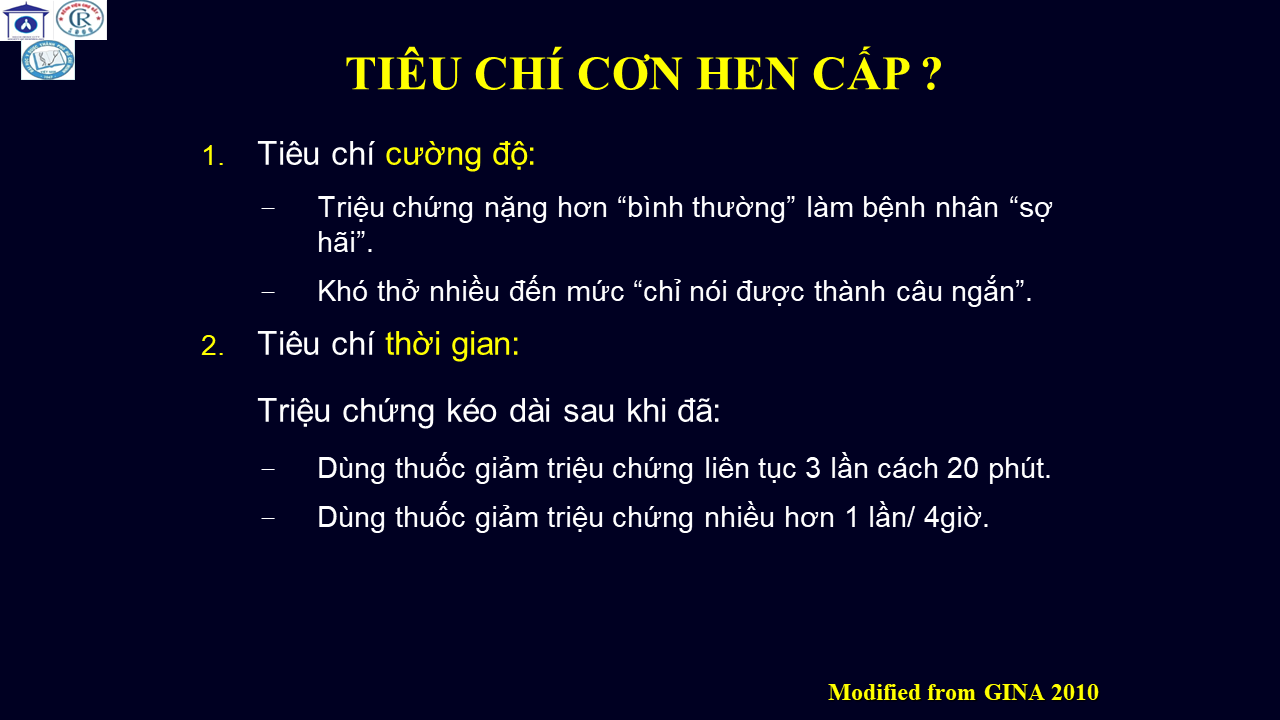 TIÊU CHÍ CƠN HEN CẤP ?
1. Tiêu chí cường độ:
– Triệu chứng nặng hơn “bình thường” làm bệnh nhân “sợ
hãi”.
– Khó thở nhiều đến mức “chỉ nói được thành câu ngắn”.
2. Tiêu chí thời gian:
Triệu chứng kéo dài sau khi đã:
– Dùng thuốc giảm triệu chứng liên tục 3 lần cách 20 phút.
– Dùng thuốc giảm triệu chứng nhiều hơn 1 lần/ 4giờ.
Modified from GINA 2010